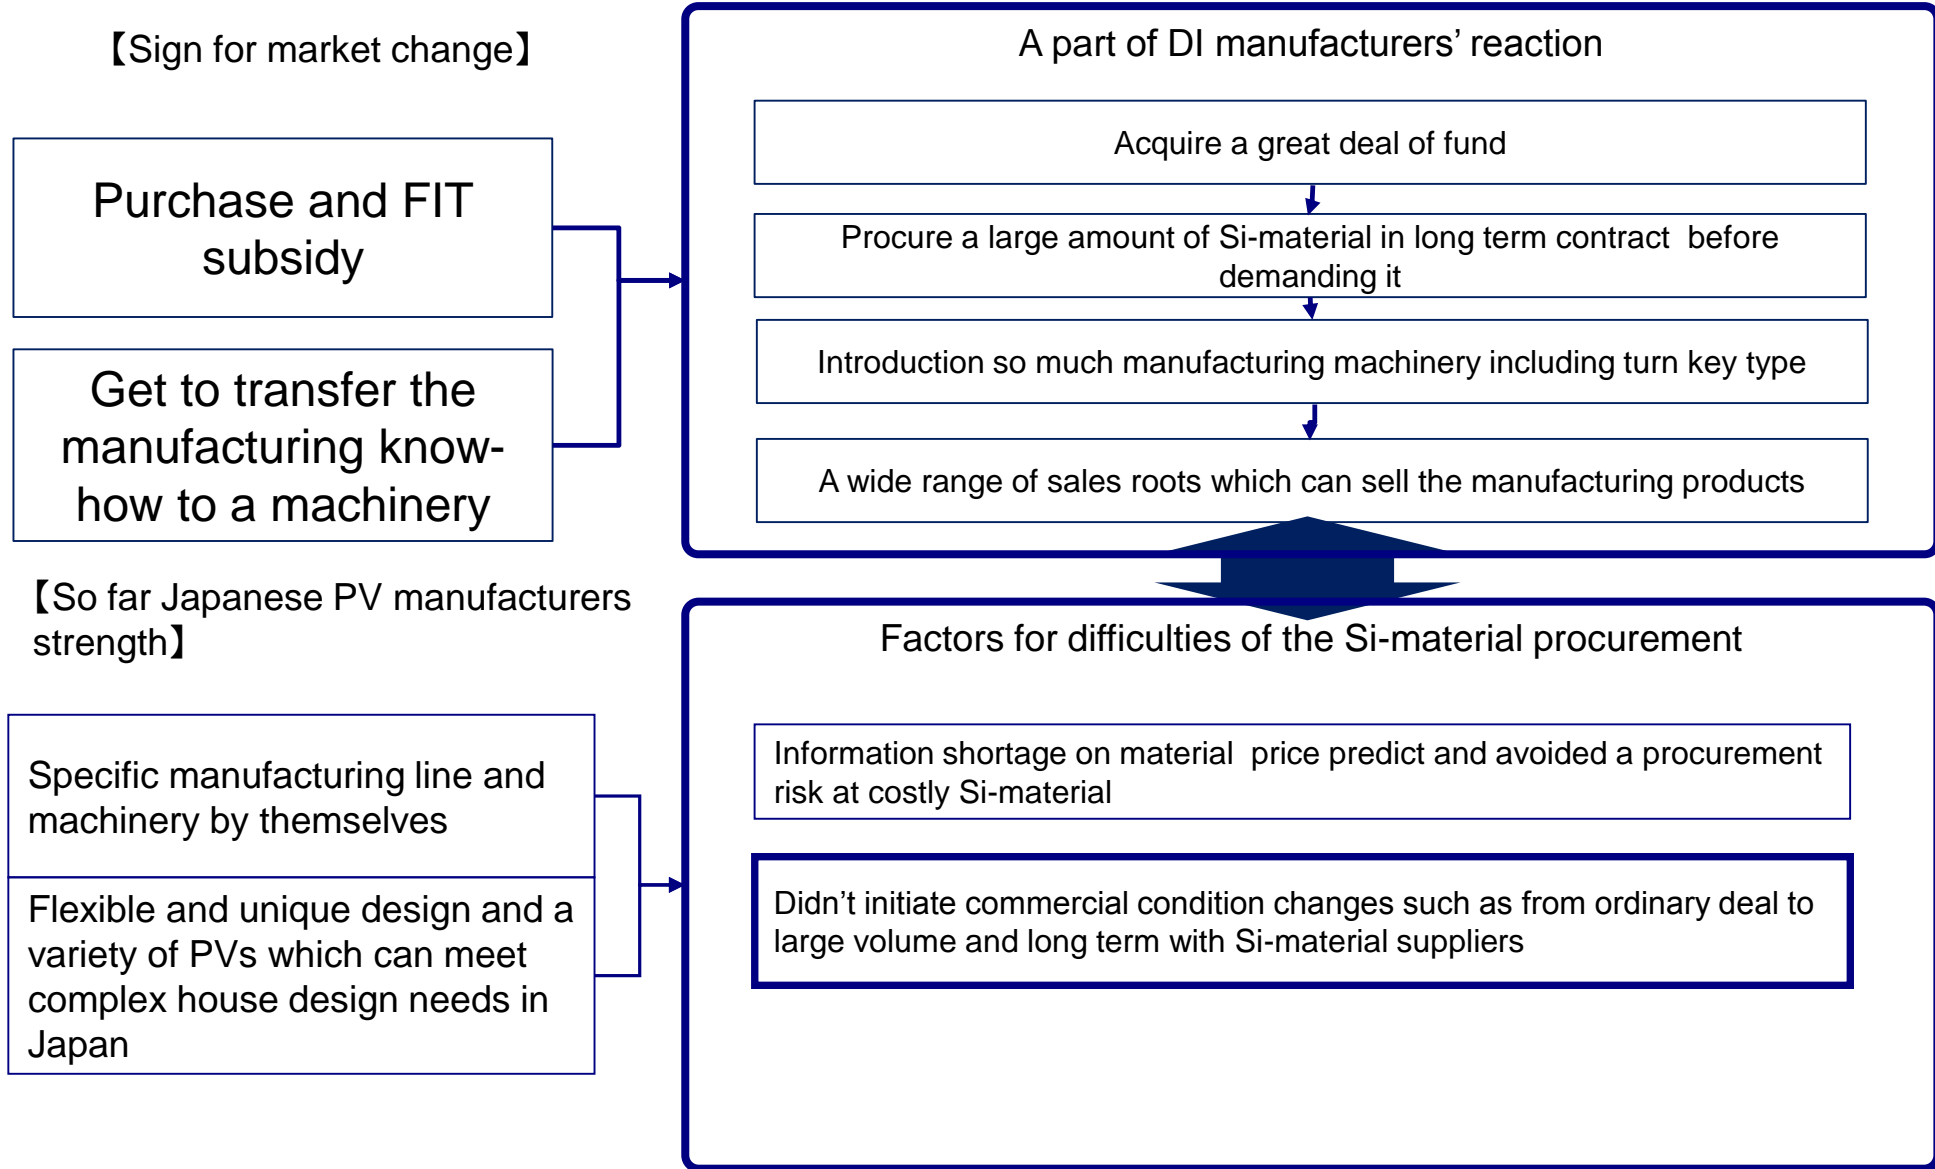 【Sign for market change】
Purchase and FIT
subsidy
Get to transfer the
manufacturing know-
how to a machinery
A part of DI manufacturers’ reaction
Acquire a great deal of fund
Procure a large amount of Si-material in long term contract before
demanding it
Introduction so much manufacturing machinery including turn key type
A wide range of sales roots which can sell the manufacturing products
【So far Japanese PV manufacturers
strength】
Specific manufacturing line and
machinery by themselves
Flexible and unique design and a
variety of PVs which can meet
complex house design needs in
Japan
Factors for difficulties of the Si-material procurement
Information shortage on material price predict and avoided a procurement
risk at costly Si-material
Didn’t initiate commercial condition changes such as from ordinary deal to
large volume and long term with Si-material suppliers